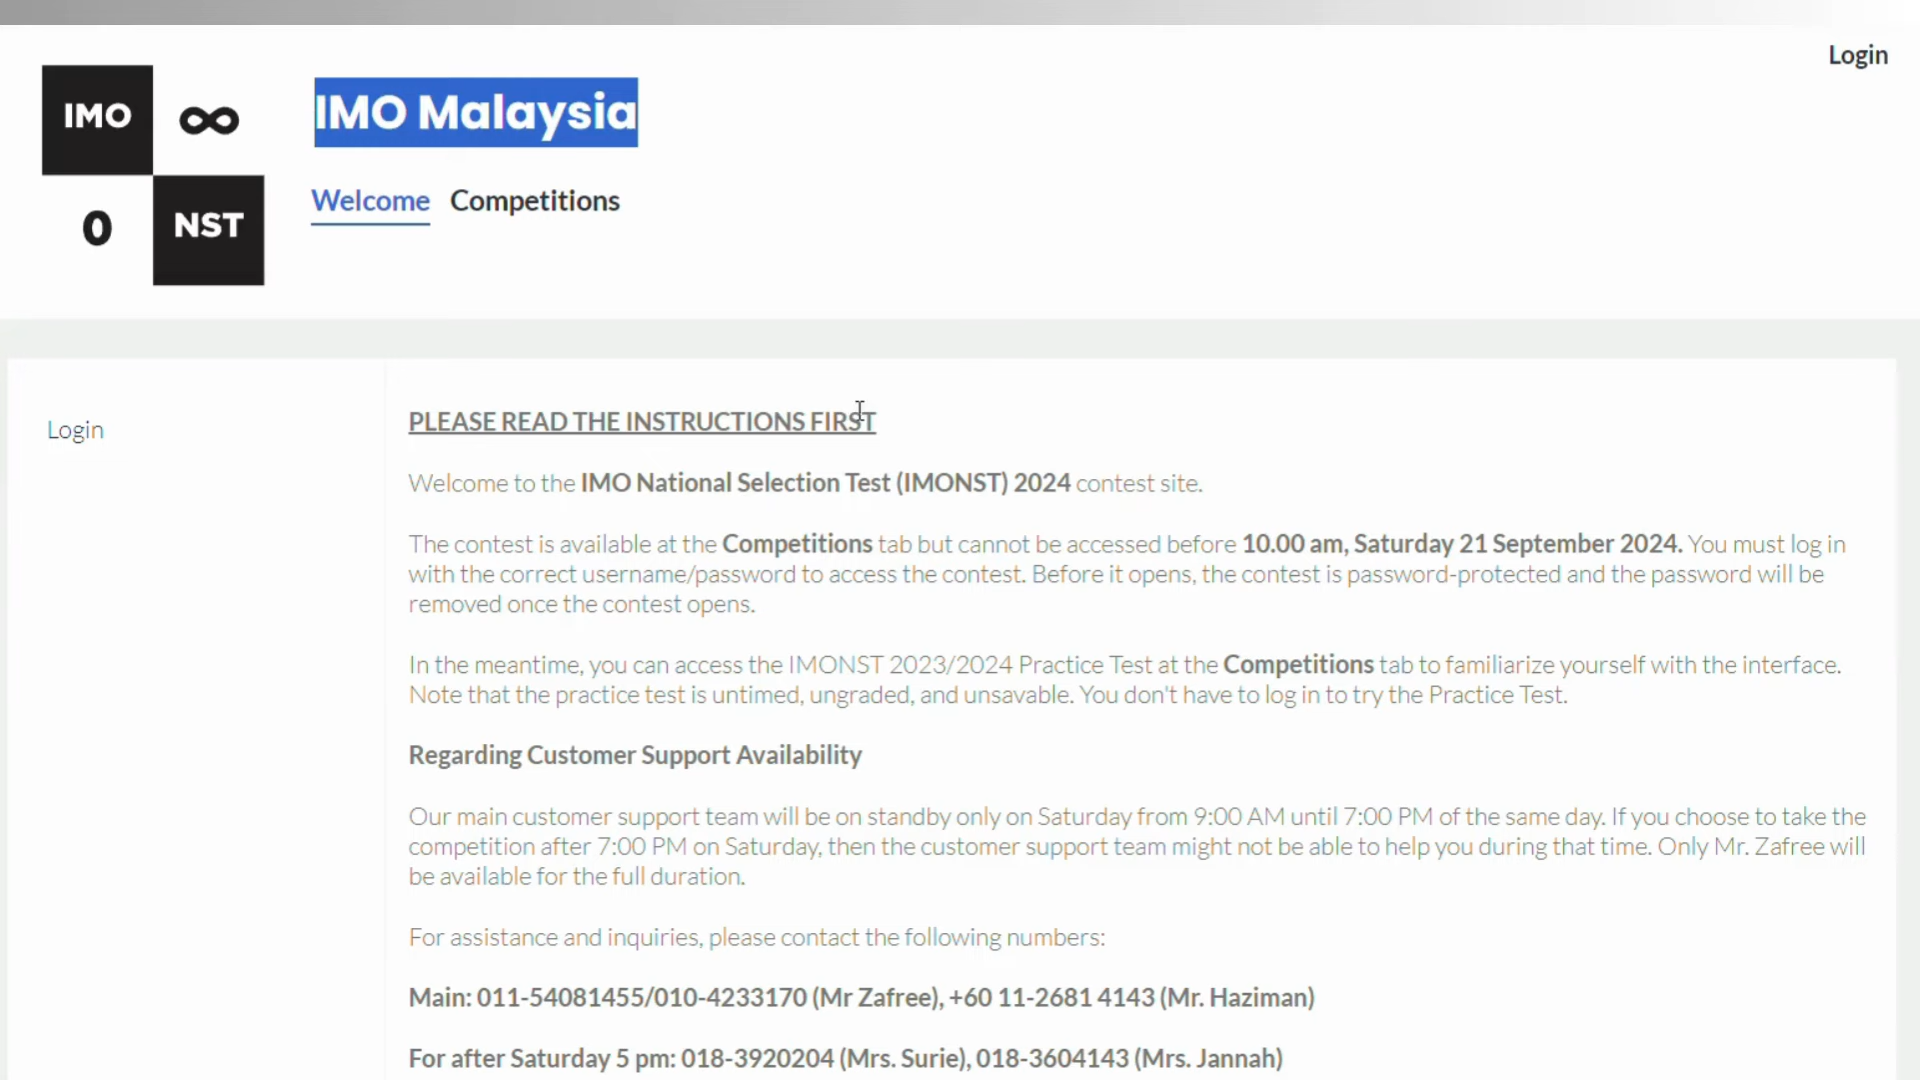 Login
IMO ∞
0 NST
IMO Malaysia
Welcome Competitions
Login
PLEASE READ THE INSTRUCTIONS FIRST
Welcome to the IMO National Selection Test (IMONST) 2024 contest site.
The contest is available at the Competitions tab but cannot be accessed before 10.00 am, Saturday 21 September 2024. You must log in
with the correct username/password to access the contest. Before it opens, the contest is password-protected and the password will be
removed once the contest opens.
In the meantime, you can access the IMONST 2023/2024 Practice Test at the Competitions tab to familiarize yourself with the interface.
Note that the practice test is untimed, ungraded, and unsavable. You don't have to log in to try the Practice Test.
Regarding Customer Support Availability
Our main customer support team will be on standby only on Saturday from 9:00 AM until 7:00 PM of the same day. If you choose to take the
competition after 7:00 PM on Saturday, then the customer support team might not be able to help you during that time. Only Mr. Zafree will
be available for the full duration.
For assistance and inquiries, please contact the following numbers:
Main: 011-54081455/010-4233170 (Mr Zafree), +60 11-2681 4143 (Mr. Haziman)
For after Saturday 5 pm: 018-3920204 (Mrs. Surie), 018-3604143 (Mrs. Jannah)